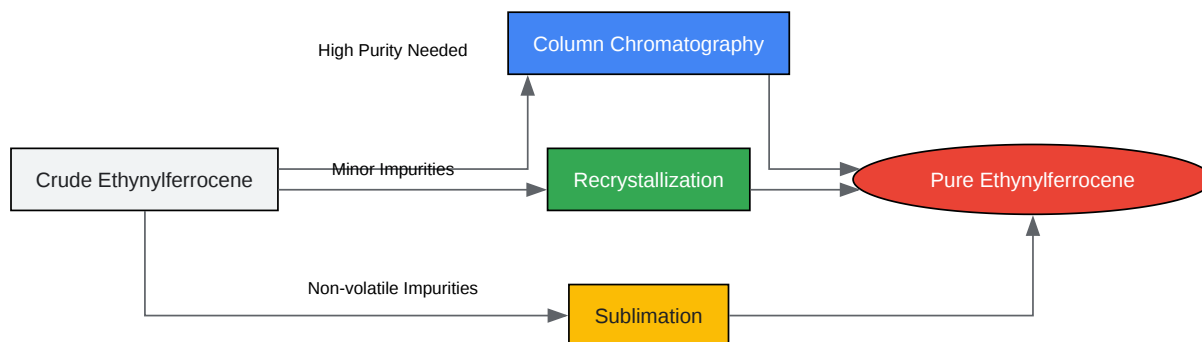 High Purity Needed
Column Chromatography
Crude Ethynylferrocene
Minor Impurities
Recrystallization
Pure Ethynylferrocene
Non-volatile Impurities
Sublimation